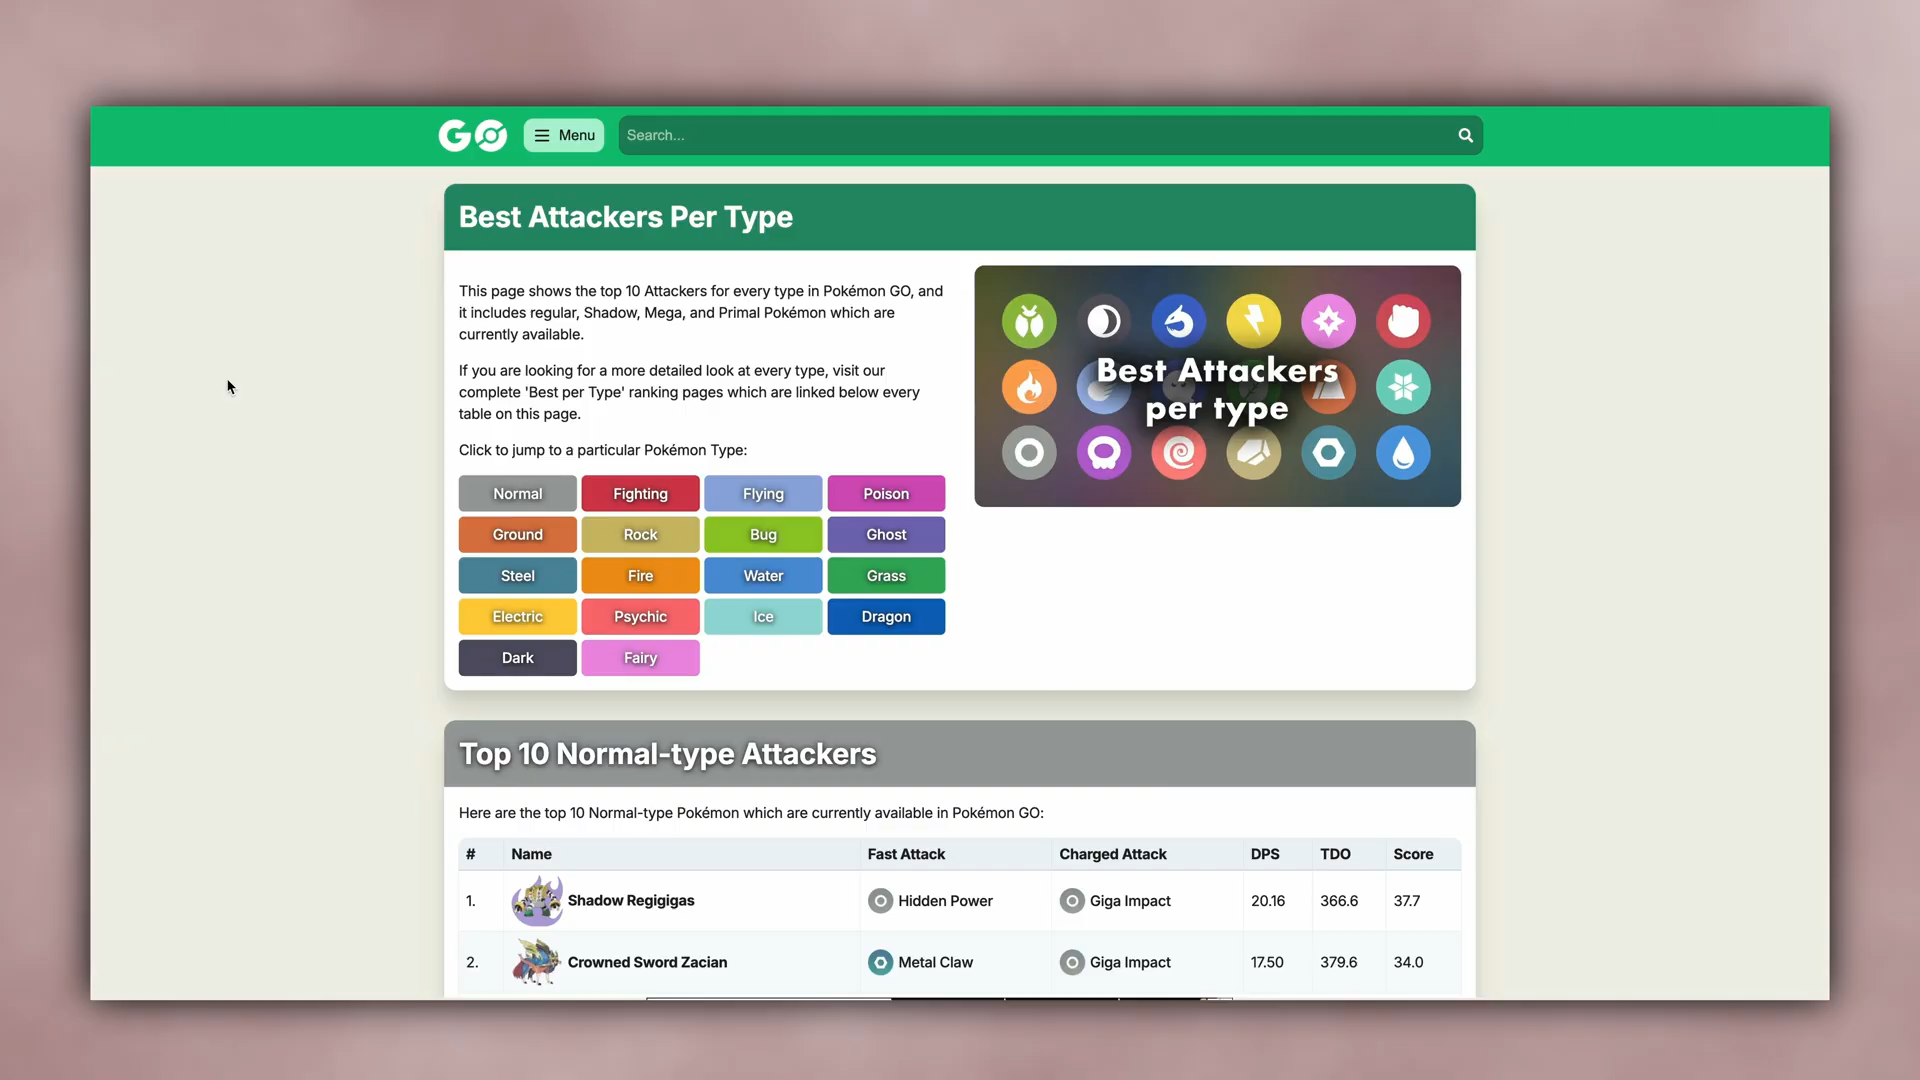 GO
Menu
Search...
Best Attackers Per Type
This page shows the top 10 Attackers for every type in Pokémon GO, and
it includes regular, Shadow, Mega, and Primal Pokémon which are
currently available.
If you are looking for a more detailed look at every type, visit our
complete 'Best per Type' ranking pages which are linked below every
table on this page.
Click to jump to a particular Pokémon Type:
Normal Fighting Flying Poison
Ground Rock Bug Ghost
Steel Fire Water Grass
Electric Psychic Ice Dragon
Dark Fairy
Best Attackers
per type
Top 10 Normal-type Attackers
Here are the top 10 Normal-type Pokémon which are currently available in Pokémon GO:
# Name Fast Attack Charged Attack DPS TDO Score
1. Shadow Regigigas Hidden Power Giga Impact 20.16 366.6 37.7
2. Crowned Sword Zacian Metal Claw Giga Impact 17.50 379.6 34.0